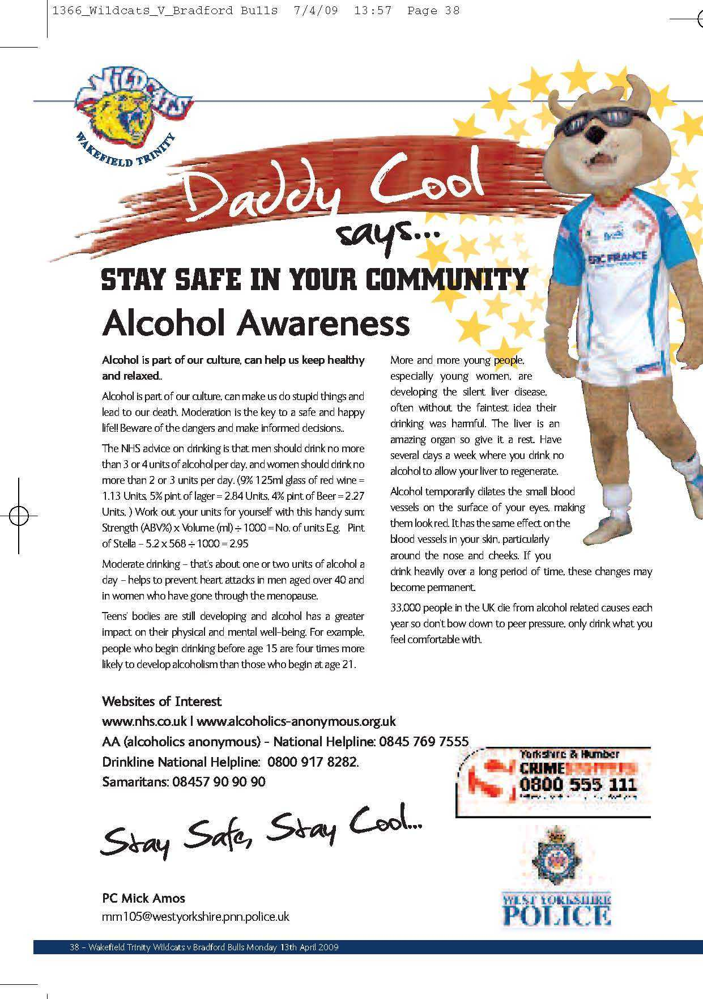 1366_Wildcats_V_Bradford Bulls 7/4/09 13:57 Page 38
WiLDCATS
WAKEFIELD TRINITY
Daddy Cool
says...
ERIC FRANCE
STAY SAFE IN YOUR COMMUNITY
Alcohol Awareness
Alcohol is part of our culture, can help us keep healthy
and relaxed..
Alcohol is part of our culture, can make us do stupid things and
lead to our death. Moderation is the key to a safe and happy
life!! Beware of the dangers and make informed decisions..
The NHS advice on drinking is that men should drink no more
than 3 or 4 units of alcohol per day, and women should drink no
more than 2 or 3 units per day. (9% 125ml glass of red wine =
1.13 Units, 5% pint of lager = 2.84 Units, 4% pint of Beer = 2.27
Units, ) Work out your units for yourself with this handy sum:
Strength (ABV%) x Volume (ml) ÷ 1000 = No. of units E.g. Pint
of Stella – 5.2 x 568 ÷ 1000 = 2.95
Moderate drinking – that's about one or two units of alcohol a
day – helps to prevent heart attacks in men aged over 40 and
in women who have gone through the menopause.
Teens' bodies are still developing and alcohol has a greater
impact on their physical and mental well-being. For example,
people who begin drinking before age 15 are four times more
likely to develop alcoholism than those who begin at age 21.
More and more young people,
especially young women, are
developing the silent liver disease,
often without the faintest idea their
drinking was harmful. The liver is an
amazing organ so give it a rest. Have
several days a week where you drink no
alcohol to allow your liver to regenerate.
Alcohol temporarily dilates the small blood
vessels on the surface of your eyes, making
them look red. It has the same effect on the
blood vessels in your skin, particularly
around the nose and cheeks. If you
drink heavily over a long period of time, these changes may
become permanent.
33,000 people in the UK die from alcohol related causes each
year so don't bow down to peer pressure, only drink what you
feel comfortable with.
Websites of Interest
www.nhs.co.uk | www.alcoholics-anonymous.org.uk
AA (alcoholics anonymous) - National Helpline: 0845 769 7555
Drinkline National Helpline: 0800 917 8282.
Samaritans: 08457 90 90 90
Yorkshire & Humber
CRIMESTOPPERS
0800 555 111
Stay Safe, Stay Cool...
WEST YORKSHIRE
POLICE
PC Mick Amos
mm105@westyorkshire.pnn.police.uk
38 – Wakefield Trinity Wildcats v Bradford Bulls Monday 13th April 2009